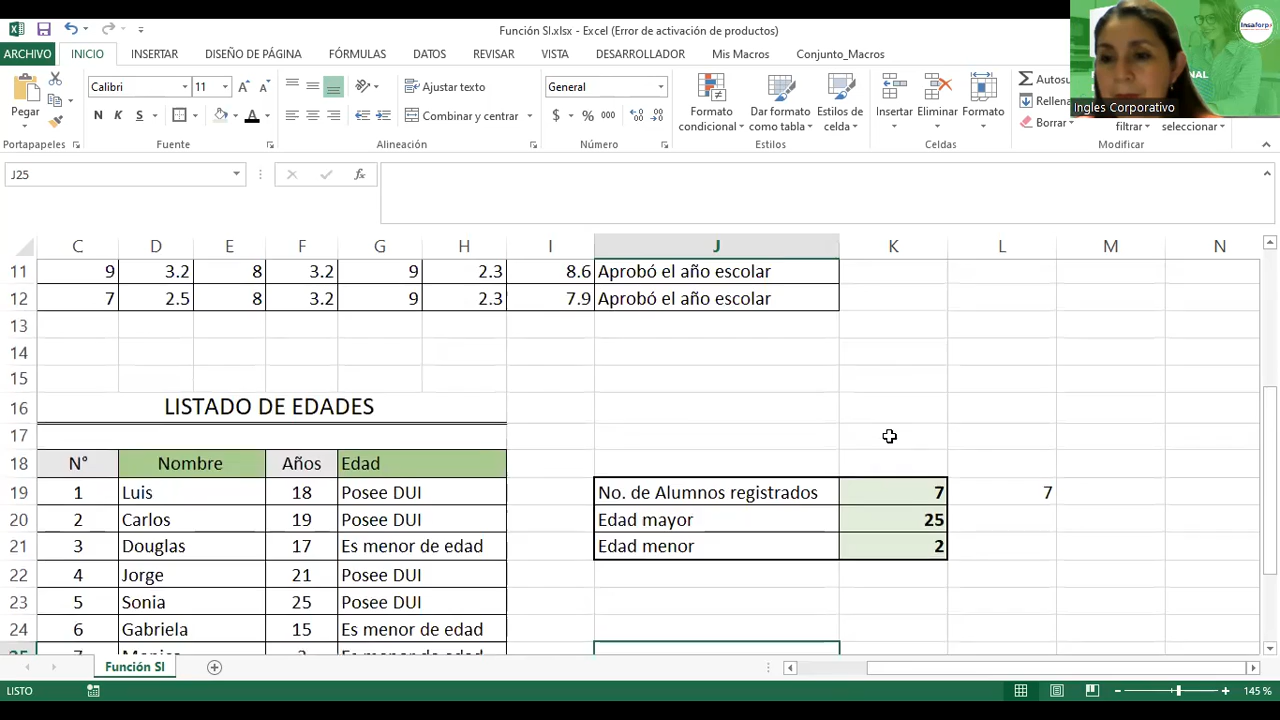 Función SI.xlsx - Excel (Error de activación de productos)
ARCHIVO INICIO INSERTAR DISEÑO DE PÁGINA FÓRMULAS DATOS REVISAR VISTA DESARROLLADOR Mis Macros Conjunto_Macros
Insaforp
NAL
Ingles Corporativo
Pegar
Calibri 11
N K S
Ajustar texto
Combinar y centrar
General
$ % 000
Formato condicional
Dar formato como tabla
Estilos de celda
Insertar
Eliminar
Formato
Autosu
Rellena
Borrar
filtrar
seleccionar
Portapapeles Fuente Alineación Número Estilos Celdas Modificar
J25
fx
C D E F G H I J K L M N
11 9 3.2 8 3.2 9 2.3 8.6 Aprobó el año escolar
12 7 2.5 8 3.2 9 2.3 7.9 Aprobó el año escolar
13
14
15
16 LISTADO DE EDADES
17
18 N° Nombre Años Edad
19 1 Luis 18 Posee DUI No. de Alumnos registrados 7 7
20 2 Carlos 19 Posee DUI Edad mayor 25
21 3 Douglas 17 Es menor de edad Edad menor 2
22 4 Jorge 21 Posee DUI
23 5 Sonia 25 Posee DUI
24 6 Gabriela 15 Es menor de edad
Función SI
LISTO
145 %